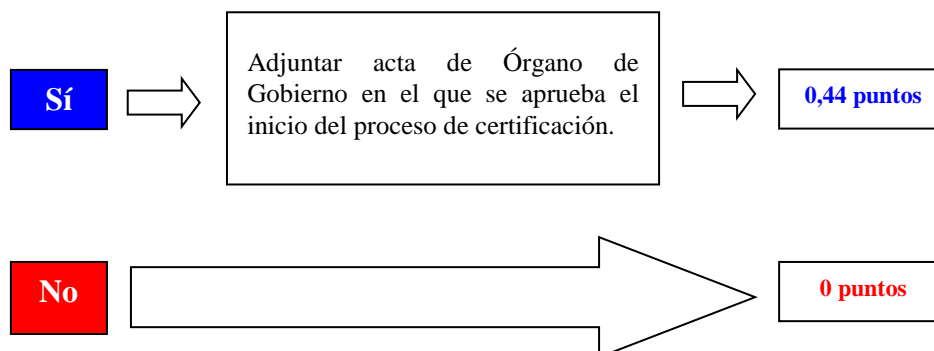 Sí
Adjuntar acta de Órgano de
Gobierno en el que se aprueba el
inicio del proceso de certificación.
0,44 puntos
No
0 puntos